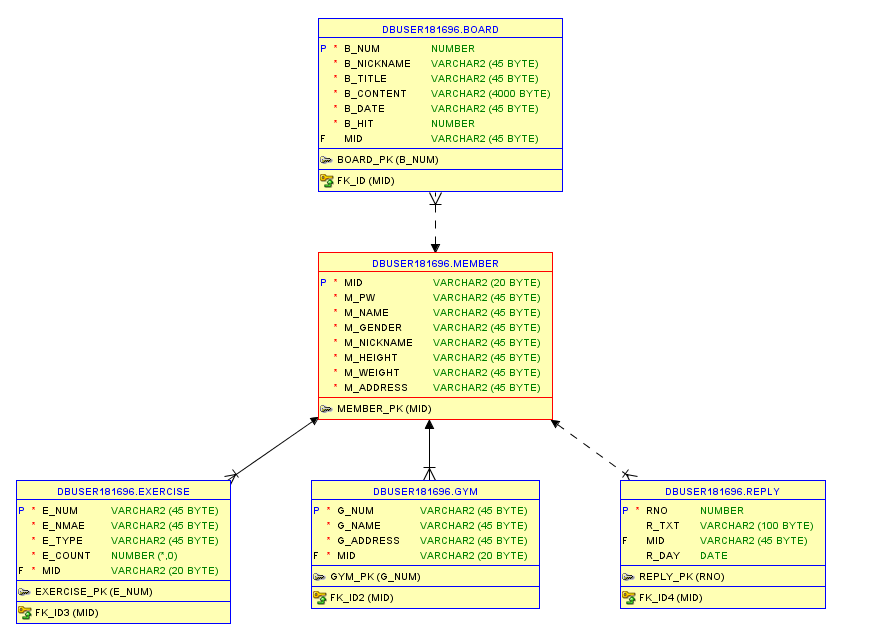 DBUSER181696.BOARD
P * B_NUM NUMBER
* B_NICKNAME VARCHAR2 (45 BYTE)
* B_TITLE VARCHAR2 (45 BYTE)
* B_CONTENT VARCHAR2 (4000 BYTE)
* B_DATE VARCHAR2 (45 BYTE)
* B_HIT NUMBER
F MID VARCHAR2 (45 BYTE)
BOARD_PK (B_NUM)
FK_ID (MID)
DBUSER181696.MEMBER
P * MID VARCHAR2 (20 BYTE)
* M_PW VARCHAR2 (45 BYTE)
* M_NAME VARCHAR2 (45 BYTE)
* M_GENDER VARCHAR2 (45 BYTE)
* M_NICKNAME VARCHAR2 (45 BYTE)
* M_HEIGHT VARCHAR2 (45 BYTE)
* M_WEIGHT VARCHAR2 (45 BYTE)
* M_ADDRESS VARCHAR2 (45 BYTE)
MEMBER_PK (MID)
DBUSER181696.EXERCISE
P * E_NUM VARCHAR2 (45 BYTE)
* E_NMAE VARCHAR2 (45 BYTE)
* E_TYPE VARCHAR2 (45 BYTE)
* E_COUNT NUMBER (*,0)
F * MID VARCHAR2 (20 BYTE)
EXERCISE_PK (E_NUM)
FK_ID3 (MID)
DBUSER181696.GYM
P * G_NUM VARCHAR2 (45 BYTE)
* G_NAME VARCHAR2 (45 BYTE)
* G_ADDRESS VARCHAR2 (45 BYTE)
F * MID VARCHAR2 (20 BYTE)
GYM_PK (G_NUM)
FK_ID2 (MID)
DBUSER181696.REPLY
P * RNO NUMBER
R_TXT VARCHAR2 (100 BYTE)
F MID VARCHAR2 (45 BYTE)
R_DAY DATE
REPLY_PK (RNO)
FK_ID4 (MID)